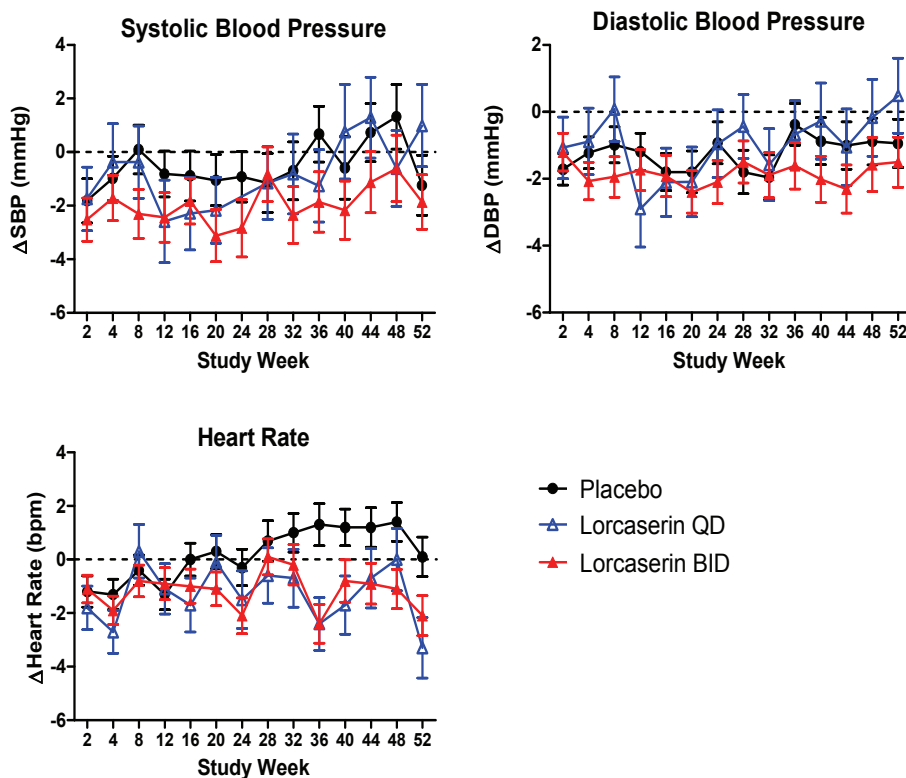 Systolic Blood Pressure
4
2
0
-2
-4
-6
ΔSBP (mmHg)
2 4 8 12 16 20 24 28 32 36 40 44 48 52
Study Week
Diastolic Blood Pressure
2
0
-2
-4
-6
ΔDBP (mmHg)
2 4 8 12 16 20 24 28 32 36 40 44 48 52
Study Week
Heart Rate
4
2
0
-2
-4
-6
ΔHeart Rate (bpm)
2 4 8 12 16 20 24 28 32 36 40 44 48 52
Study Week
Placebo
Lorcaserin QD
Lorcaserin BID